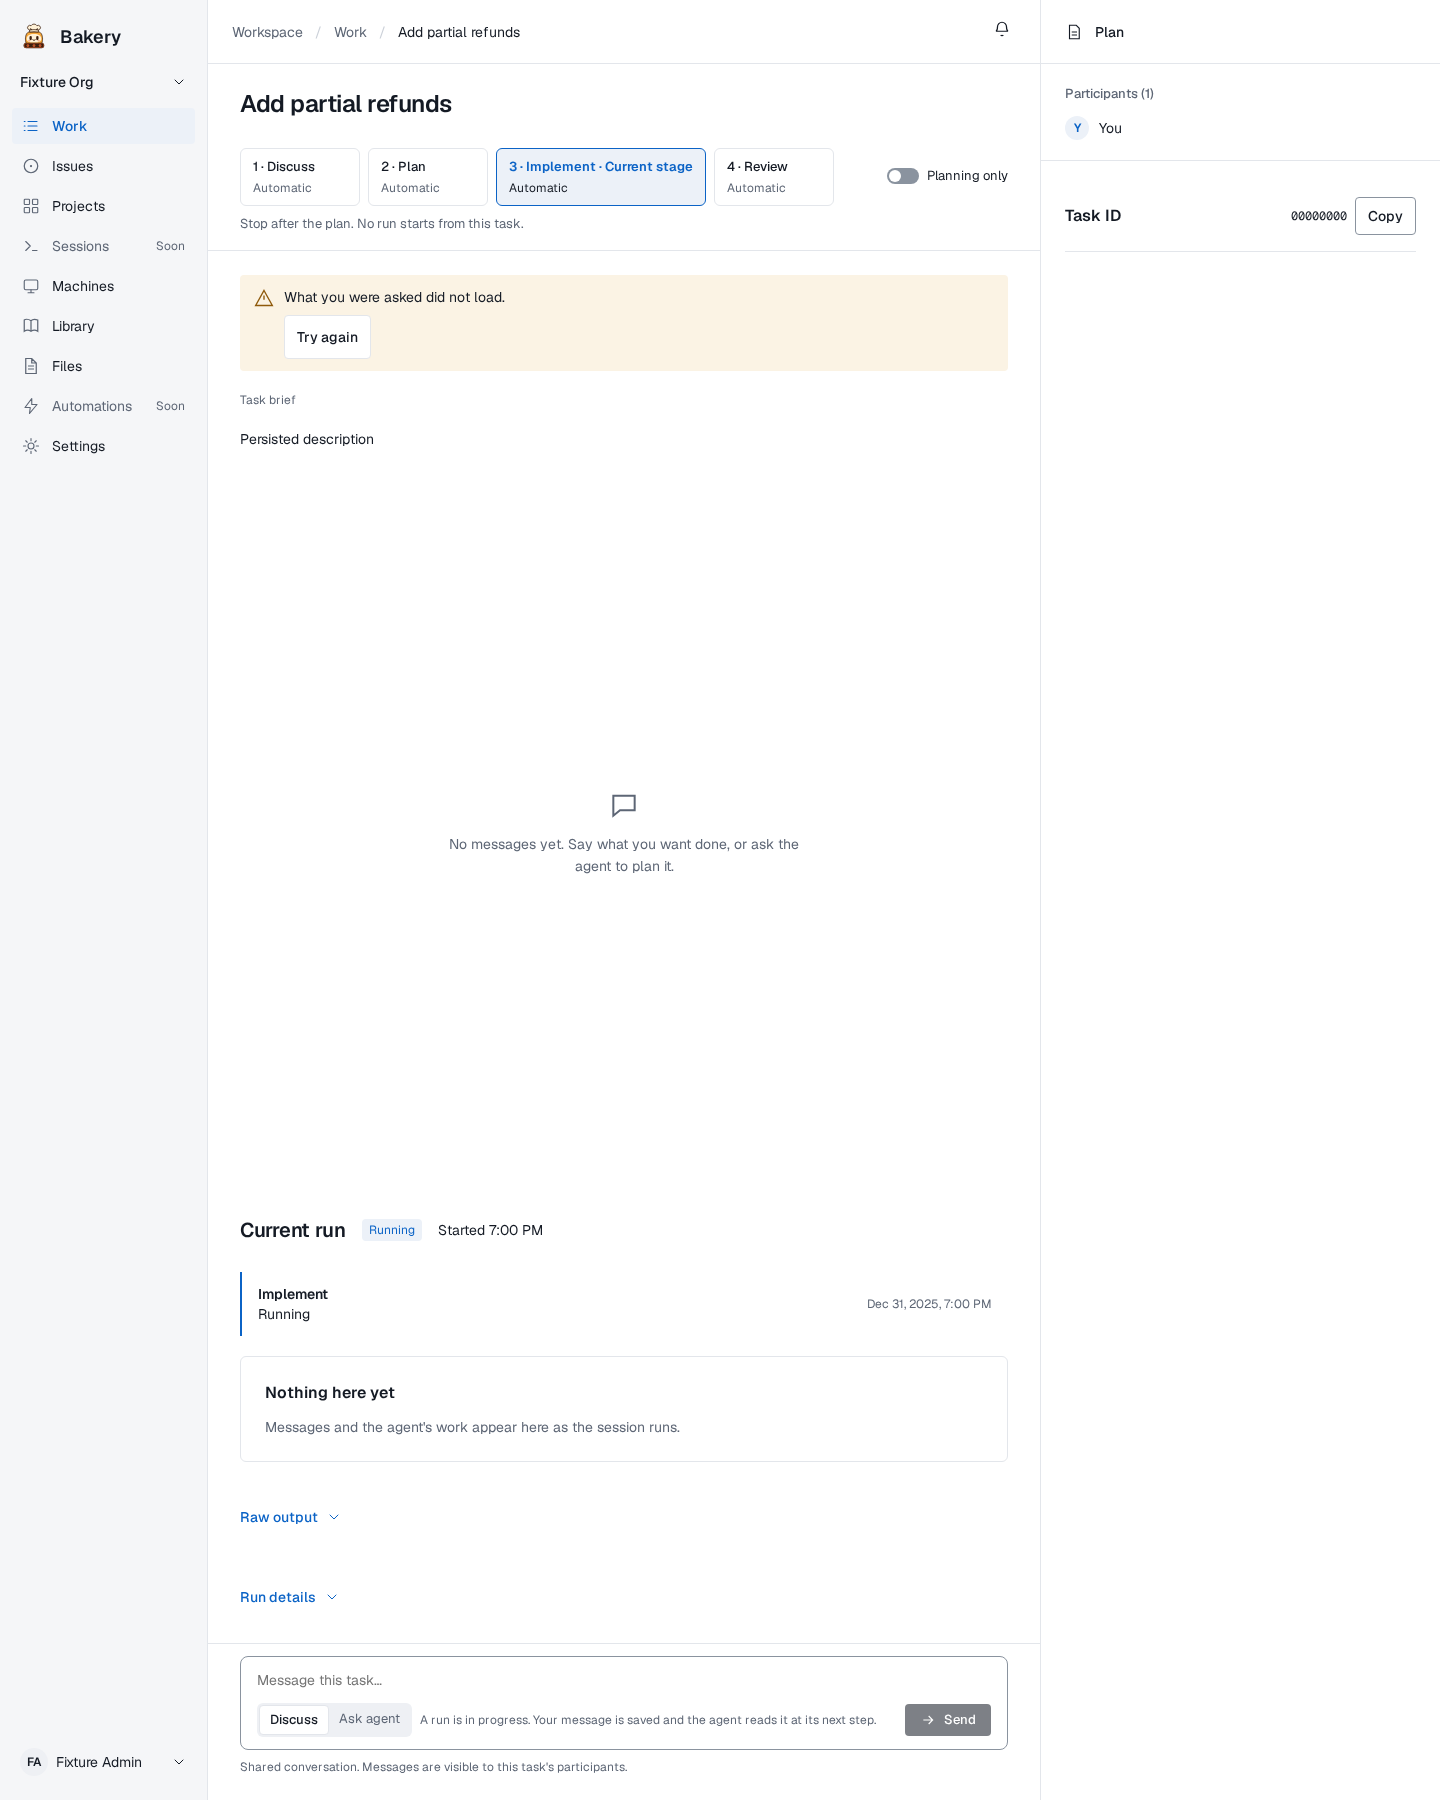 Bakery
Fixture Org
Work
Issues
Projects
Sessions Soon
Machines
Library
Files
Automations Soon
Settings
FA Fixture Admin
Workspace / Work / Add partial refunds
Add partial refunds
1 · Discuss
Automatic
2 · Plan
Automatic
3 · Implement · Current stage
Automatic
4 · Review
Automatic
Planning only
Stop after the plan. No run starts from this task.
What you were asked did not load.
Try again
Task brief
Persisted description
No messages yet. Say what you want done, or ask the
agent to plan it.
Current run Running Started 7:00 PM
Implement
Running
Dec 31, 2025, 7:00 PM
Nothing here yet
Messages and the agent's work appear here as the session runs.
Raw output
Run details
Message this task...
Discuss Ask agent A run is in progress. Your message is saved and the agent reads it at its next step. Send
Shared conversation. Messages are visible to this task's participants.
Plan
Participants (1)
Y You
Task ID 00000000 Copy